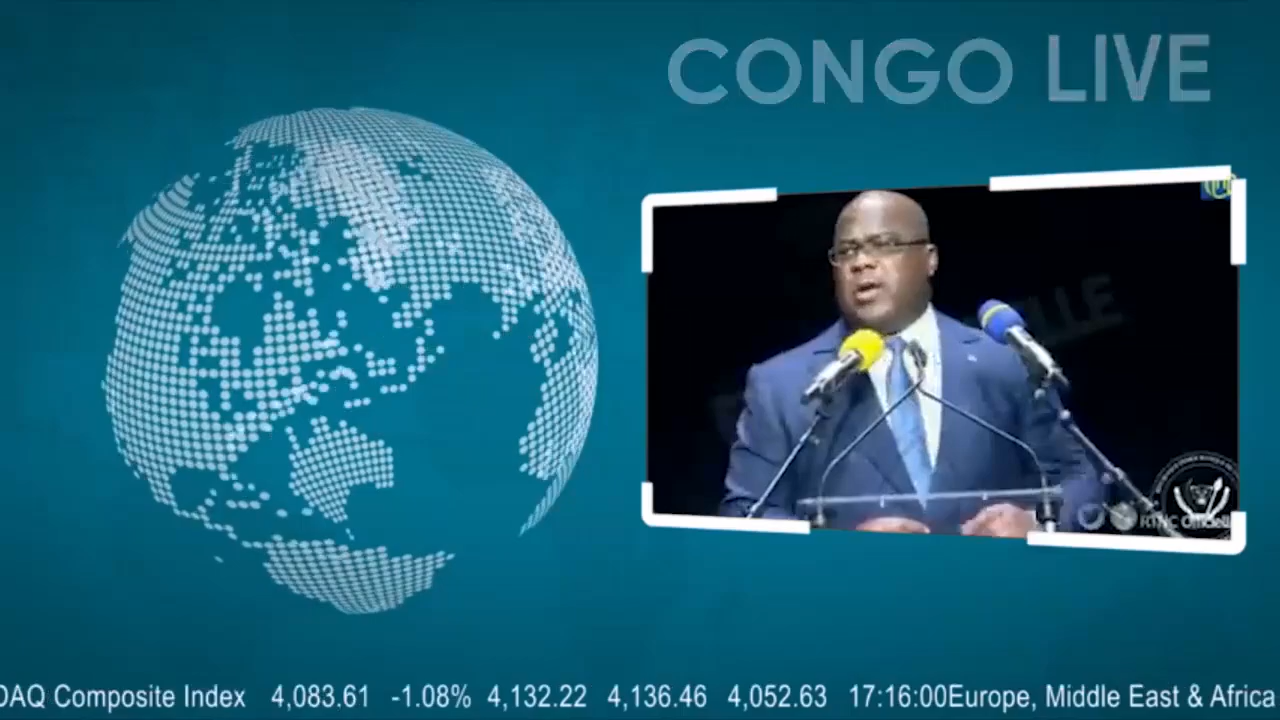 CONGO LIVE
RTNC
DAQ Composite Index 4,083.61 -1.08% 4,132.22 4,136.46 4,052.63 17:16:00Europe, Middle East & Africa